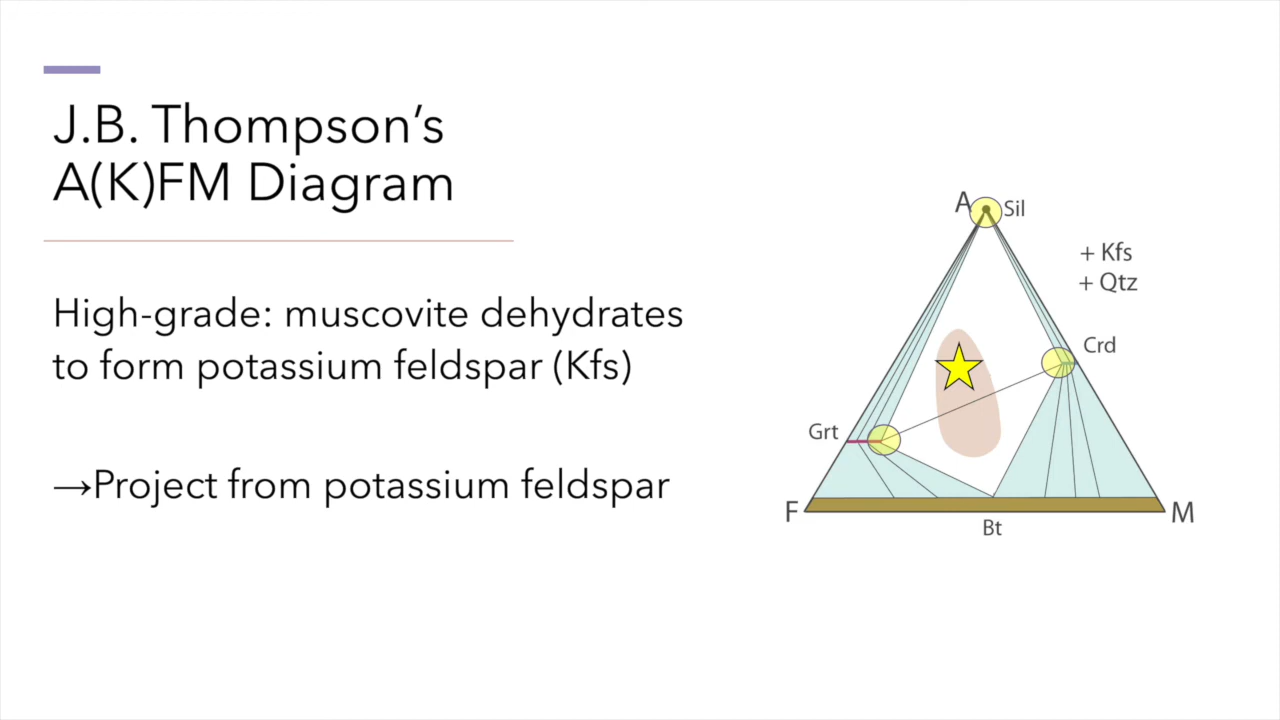 J.B. Thompson’s
A(K)FM Diagram
High-grade: muscovite dehydrates
to form potassium feldspar (Kfs)
→Project from potassium feldspar
A
Sil
+ Kfs
+ Qtz
Crd
Grt
F
M
Bt